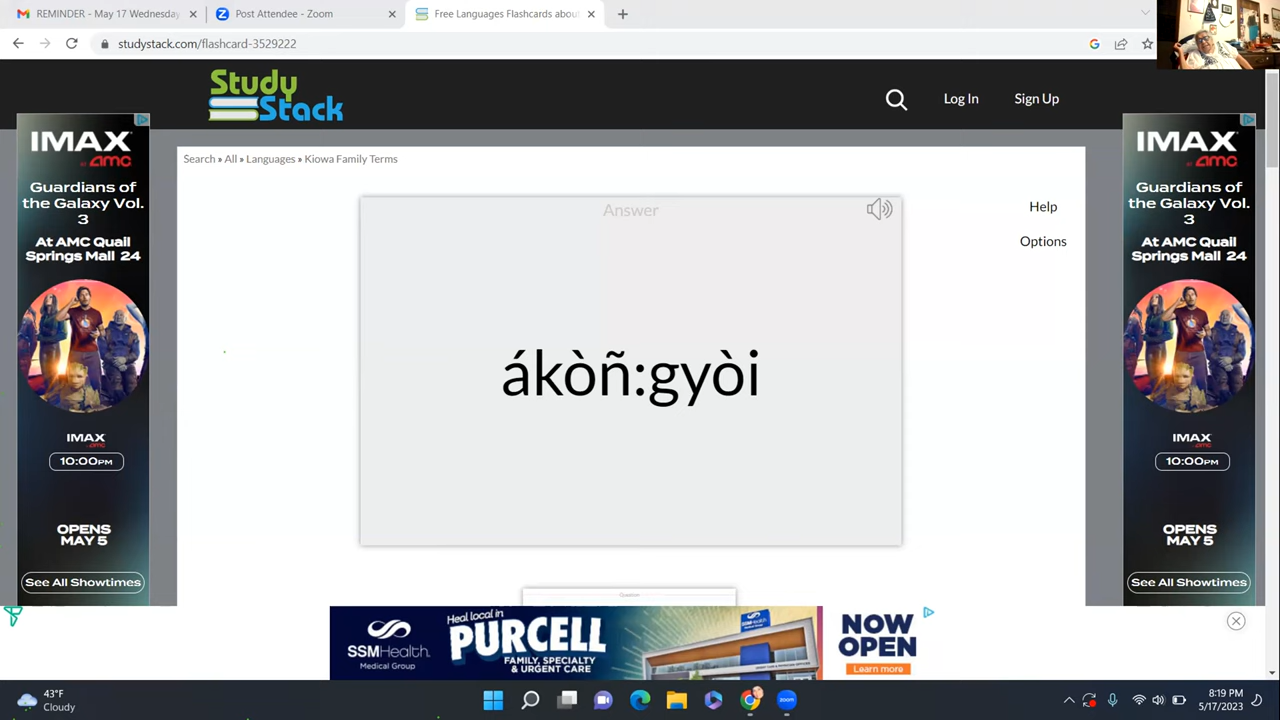 REMINDER - May 17 Wednesday
Post Attendee - Zoom
Free Languages Flashcards about
studystack.com/flashcard-3529222
Study
Stack
Log In
Sign Up
Search » All » Languages » Kiowa Family Terms
Answer
Help
Options
ákòñ:gyòi
Question
IMAX
amc
Guardians of
the Galaxy Vol.
3
At AMC Quail
Springs Mall 24
IMAX
amc
10:00PM
OPENS
MAY 5
See All Showtimes
IMAX
amc
Guardians of
the Galaxy Vol.
3
At AMC Quail
Springs Mall 24
IMAX
amc
10:00PM
OPENS
MAY 5
See All Showtimes
SSMHealth
Medical Group
Heal local in
PURCELL
FAMILY, SPECIALTY
& URGENT CARE
SSMHealth
NOW
OPEN
Learn more
43°F
Cloudy
zoom
8:19 PM
5/17/2023